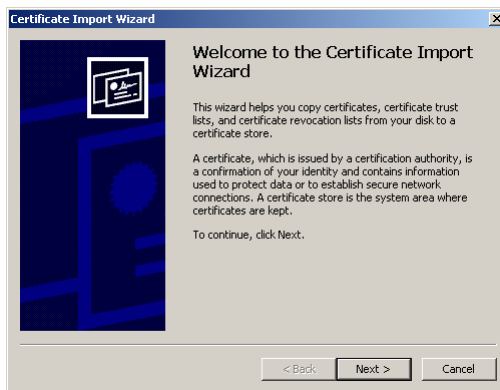 Certificate Import Wizard
Welcome to the Certificate Import
Wizard
This wizard helps you copy certificates, certificate trust
lists, and certificate revocation lists from your disk to a
certificate store.
A certificate, which is issued by a certification authority, is
a confirmation of your identity and contains information
used to protect data or to establish secure network
connections. A certificate store is the system area where
certificates are kept.
To continue, click Next.
< Back
Next >
Cancel